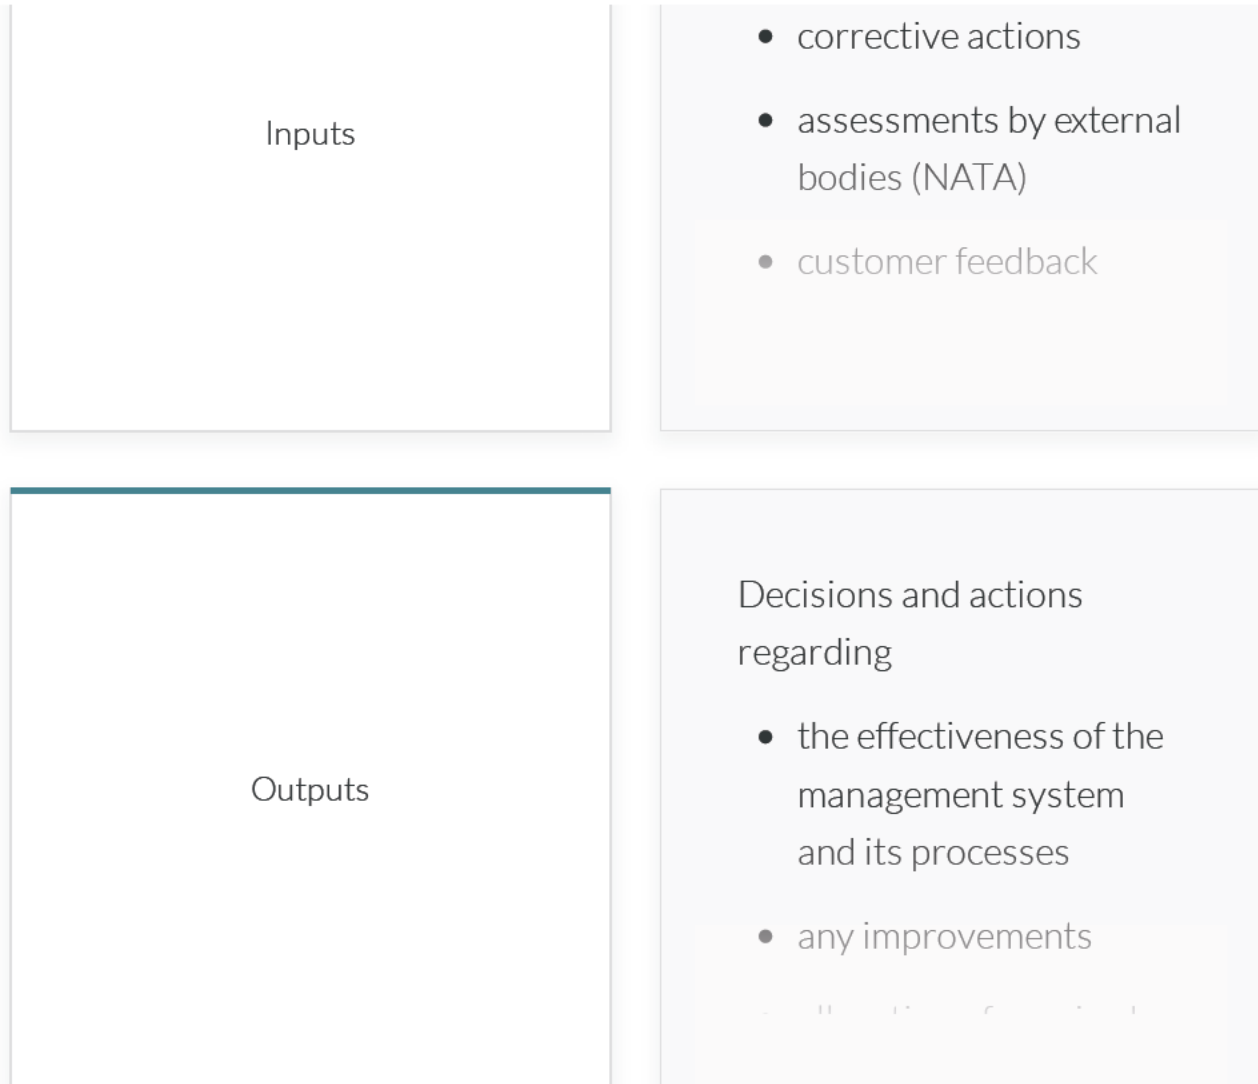 Inputs
• corrective actions
• assessments by external
bodies (NATA)
• customer feedback
Outputs
Decisions and actions
regarding
• the effectiveness of the
management system
and its processes
• any improvements